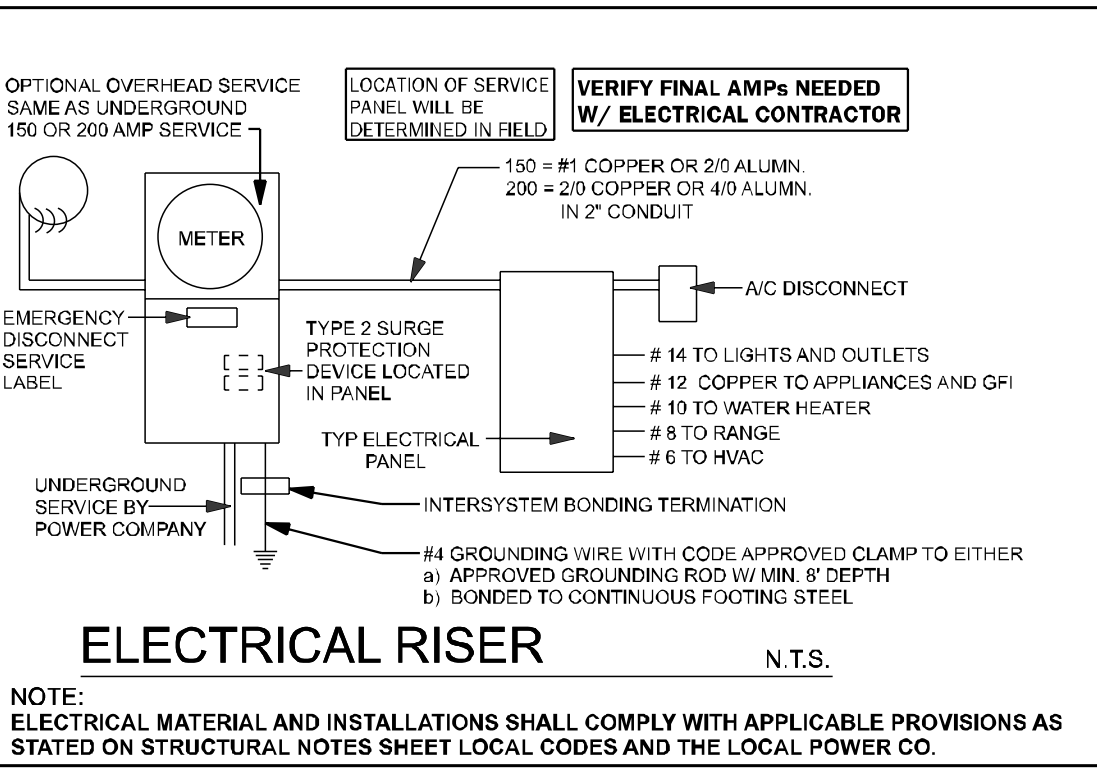 OPTIONAL OVERHEAD SERVICE
SAME AS UNDERGROUND
150 OR 200 AMP SERVICE
LOCATION OF SERVICE
PANEL WILL BE
DETERMINED IN FIELD
VERIFY FINAL AMPs NEEDED
W/ ELECTRICAL CONTRACTOR
150 = #1 COPPER OR 2/0 ALUMN.
200 = 2/0 COPPER OR 4/0 ALUMN.
IN 2" CONDUIT
METER
A/C DISCONNECT
EMERGENCY
DISCONNECT
SERVICE
LABEL
TYPE 2 SURGE
PROTECTION
DEVICE LOCATED
IN PANEL
# 14 TO LIGHTS AND OUTLETS
# 12 COPPER TO APPLIANCES AND GFI
# 10 TO WATER HEATER
# 8 TO RANGE
# 6 TO HVAC
TYP ELECTRICAL
PANEL
UNDERGROUND
SERVICE BY
POWER COMPANY
INTERSYSTEM BONDING TERMINATION
#4 GROUNDING WIRE WITH CODE APPROVED CLAMP TO EITHER
a) APPROVED GROUNDING ROD W/ MIN. 8' DEPTH
b) BONDED TO CONTINUOUS FOOTING STEEL
ELECTRICAL RISER
N.T.S.
NOTE:
ELECTRICAL MATERIAL AND INSTALLATIONS SHALL COMPLY WITH APPLICABLE PROVISIONS AS
STATED ON STRUCTURAL NOTES SHEET LOCAL CODES AND THE LOCAL POWER CO.